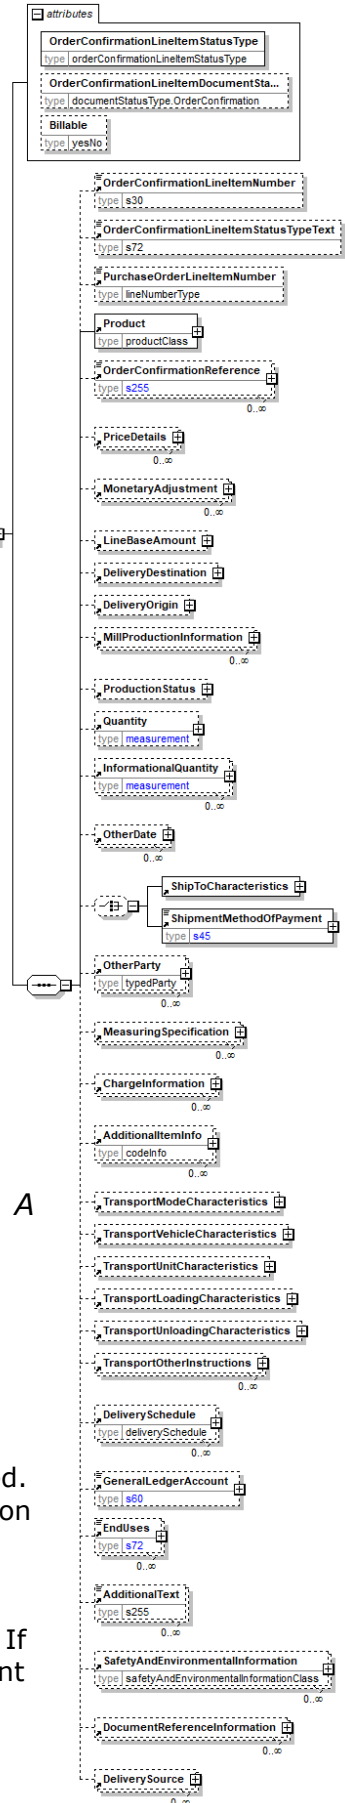 attributes
OrderConfirmationLineItemStatusType
type orderConfirmationLineItemStatusType
OrderConfirmationLineItemDocumentSta...
type documentStatusType.OrderConfirmation
Billable
type yesNo
OrderConfirmationLineItemNumber
type s30
OrderConfirmationLineItemStatusTypeText
type s72
PurchaseOrderLineItemNumber
type lineNumberType
Product
type productClass
OrderConfirmationReference
type s255
0..∞
PriceDetails
0..∞
MonetaryAdjustment
0..∞
LineBaseAmount
DeliveryDestination
DeliveryOrigin
MillProductionInformation
0..∞
ProductionStatus
Quantity
type measurement
InformationalQuantity
type measurement
0..∞
OtherDate
0..∞
ShipToCharacteristics
ShipmentMethodOfPayment
type s45
OtherParty
type typedParty
0..∞
MeasuringSpecification
0..∞
ChargeInformation
0..∞
AdditionalItemInfo
type codeInfo
0..∞
A
TransportModeCharacteristics
TransportVehicleCharacteristics
TransportUnitCharacteristics
TransportLoadingCharacteristics
TransportUnloadingCharacteristics
TransportOtherInstructions
0..∞
DeliverySchedule
type deliverySchedule
0..∞
d.
GeneralLedgerAccount
type s60
on
EndUses
type s72
0..∞
AdditionalText
type s255
0..∞
If
SafetyAndEnvironmentalInformation
nt
type safetyAndEnvironmentalInformationClass
0..∞
DocumentReferenceInformation
0..∞
DeliverySource
0..∞